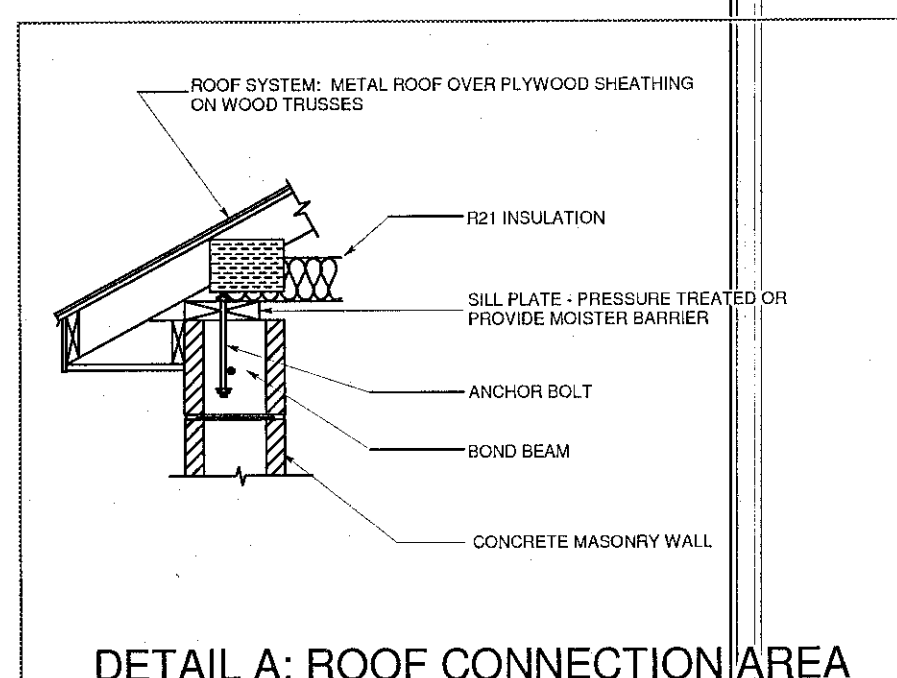 ROOF SYSTEM: METAL ROOF OVER PLYWOOD SHEATHING
ON WOOD TRUSSES
R21 INSULATION
SILL PLATE - PRESSURE TREATED OR
PROVIDE MOISTER BARRIER
ANCHOR BOLT
BOND BEAM
CONCRETE MASONRY WALL
DETAIL A: ROOF CONNECTION AREA